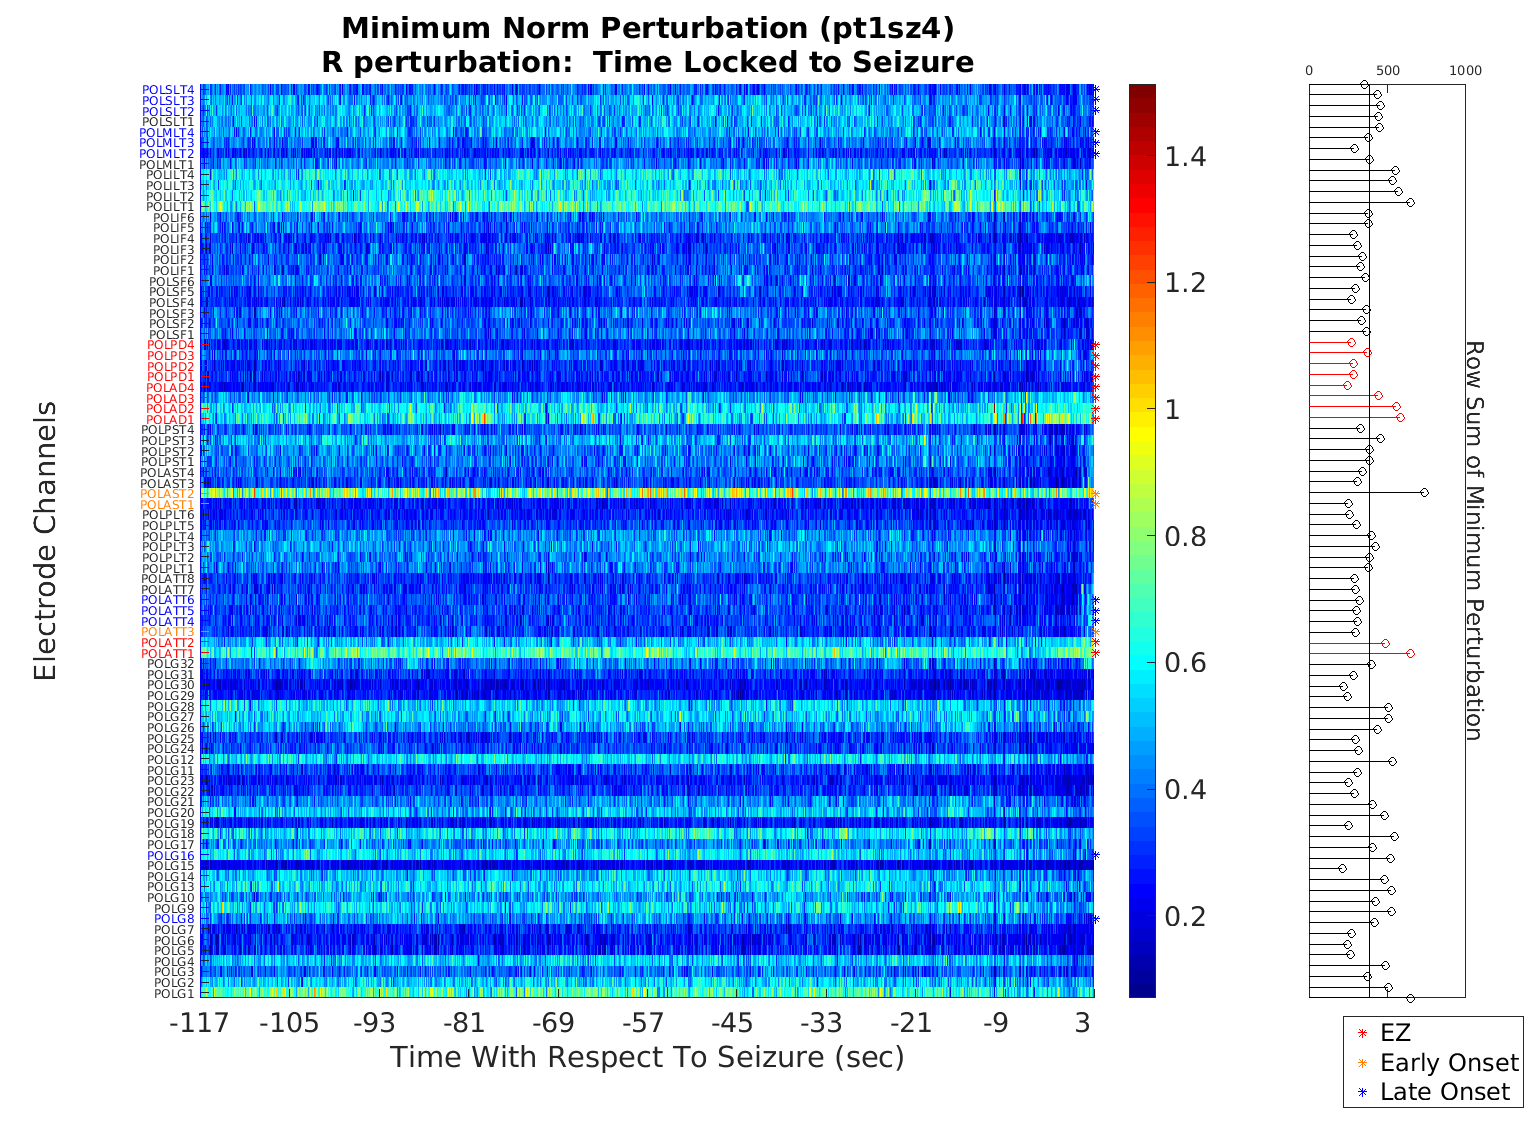 Minimum Norm Perturbation (pt1sz4)
R perturbation:  Time Locked to Seizure
0 500 1000
POLSLT4
POLSLT3
POLSLT2
POLSLT1
POLMLT4
POLMLT3
POLMLT2
POLMLT1
POLILT4
POLILT3
POLILT2
POLILT1
POLIF6
POLIF5
POLIF4
POLIF3
POLIF2
POLIF1
POLSF6
POLSF5
POLSF4
POLSF3
POLSF2
POLSF1
POLPD4
POLPD3
POLPD2
POLPD1
POLAD4
POLAD3
POLAD2
POLAD1
POLPST4
POLPST3
POLPST2
POLPST1
POLAST4
POLAST3
POLAST2
POLAST1
POLPLT6
POLPLT5
POLPLT4
POLPLT3
POLPLT2
POLPLT1
POLATT8
POLATT7
POLATT6
POLATT5
POLATT4
POLATT3
POLATT2
POLATT1
POLG32
POLG31
POLG30
POLG29
POLG28
POLG27
POLG26
POLG25
POLG24
POLG12
POLG11
POLG23
POLG22
POLG21
POLG20
POLG19
POLG18
POLG17
POLG16
POLG15
POLG14
POLG13
POLG10
POLG9
POLG8
POLG7
POLG6
POLG5
POLG4
POLG3
POLG2
POLG1
Electrode Channels
-117 -105 -93 -81 -69 -57 -45 -33 -21 -9 3
Time With Respect To Seizure (sec)
1.4
1.2
1
0.8
0.6
0.4
0.2
Row Sum of Minimum Perturbation
EZ
Early Onset
Late Onset